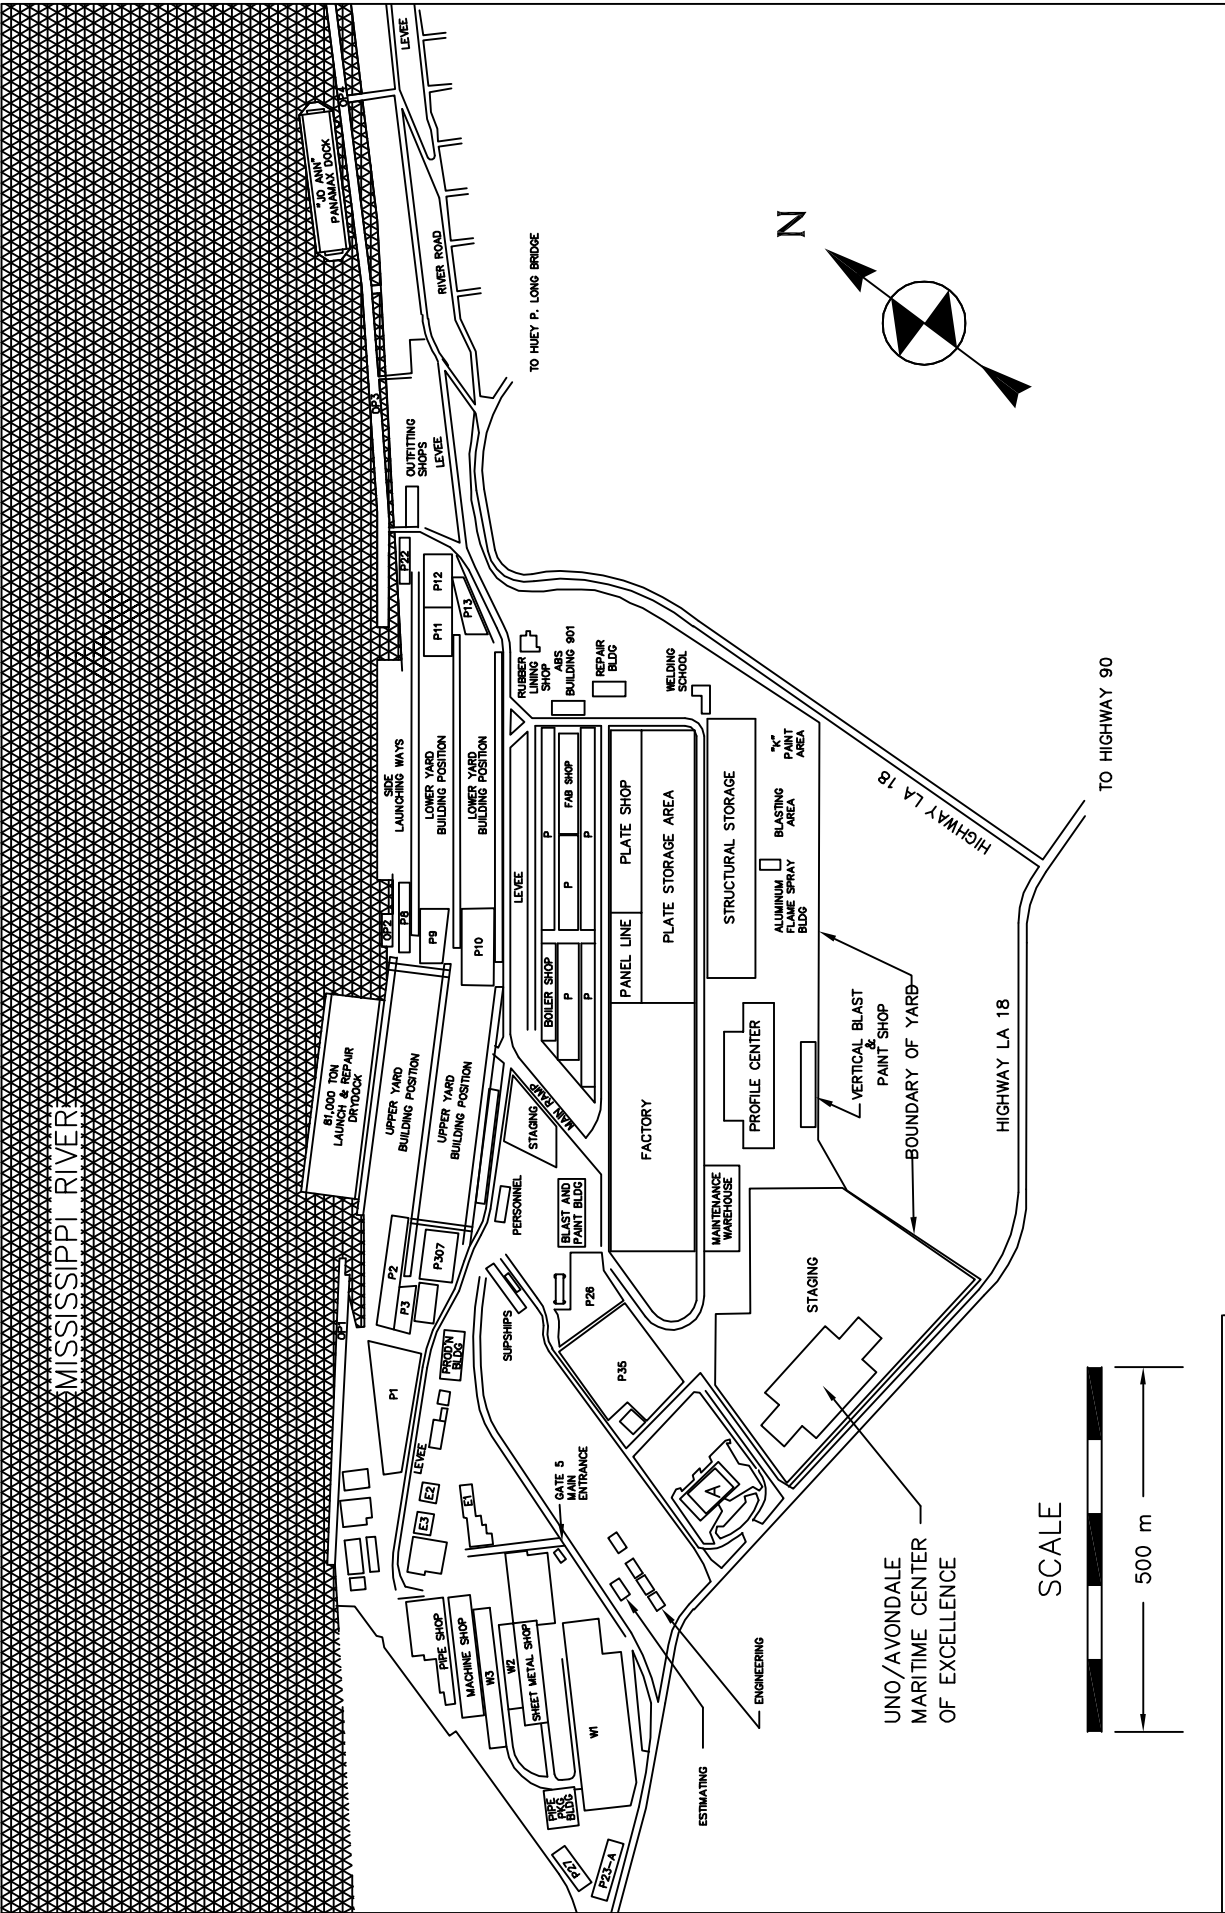 MISSISSIPPI RIVER
"JO ANN"
PANAMAX DOCK
OP4
LEVEE
RIVER ROAD
TO HUEY P. LONG BRIDGE
N
OP3
OUTFITTING
SHOPS
LEVEE
P22
P12
P11
P13
SIDE
LAUNCHING WAYS
LOWER YARD
BUILDING POSITION
LOWER YARD
BUILDING POSITION
RUBBER
LINING
SHOP
ABS
BUILDING 901
REPAIR
BLDG
WELDING
SCHOOL
OP2
P8
P9
P10
LEVEE
P
FAB SHOP
P
P
BOILER SHOP
P
P
PLATE SHOP
PANEL LINE
PLATE STORAGE AREA
STRUCTURAL STORAGE
"K"
PAINT
AREA
BLASTING
AREA
ALUMINUM
FLAME SPRAY
BLDG
HIGHWAY LA 18
TO HIGHWAY 90
81,000 TON
LAUNCH & REPAIR
DRYDOCK
UPPER YARD
BUILDING POSITION
UPPER YARD
BUILDING POSITION
STAGING
MAIN RAMP
FACTORY
PROFILE CENTER
VERTICAL BLAST
&
PAINT SHOP
BOUNDARY OF YARD
HIGHWAY LA 18
PERSONNEL
BLAST AND
PAINT BLDG
MAINTENANCE
WAREHOUSE
OP1
P2
P3
P307
P1
PROD'N
BLDG
SUPSHIPS
P26
P35
STAGING
LEVEE
E2
E3
E1
GATE 5
MAIN
ENTRANCE
A
UNO/AVONDALE
MARITIME CENTER
OF EXCELLENCE
SCALE
500 m
PIPE SHOP
MACHINE SHOP
W3
W2
SHEET METAL SHOP
W1
ENGINEERING
ESTIMATING
PIPE
PKG
BLDG
P27
P23-A